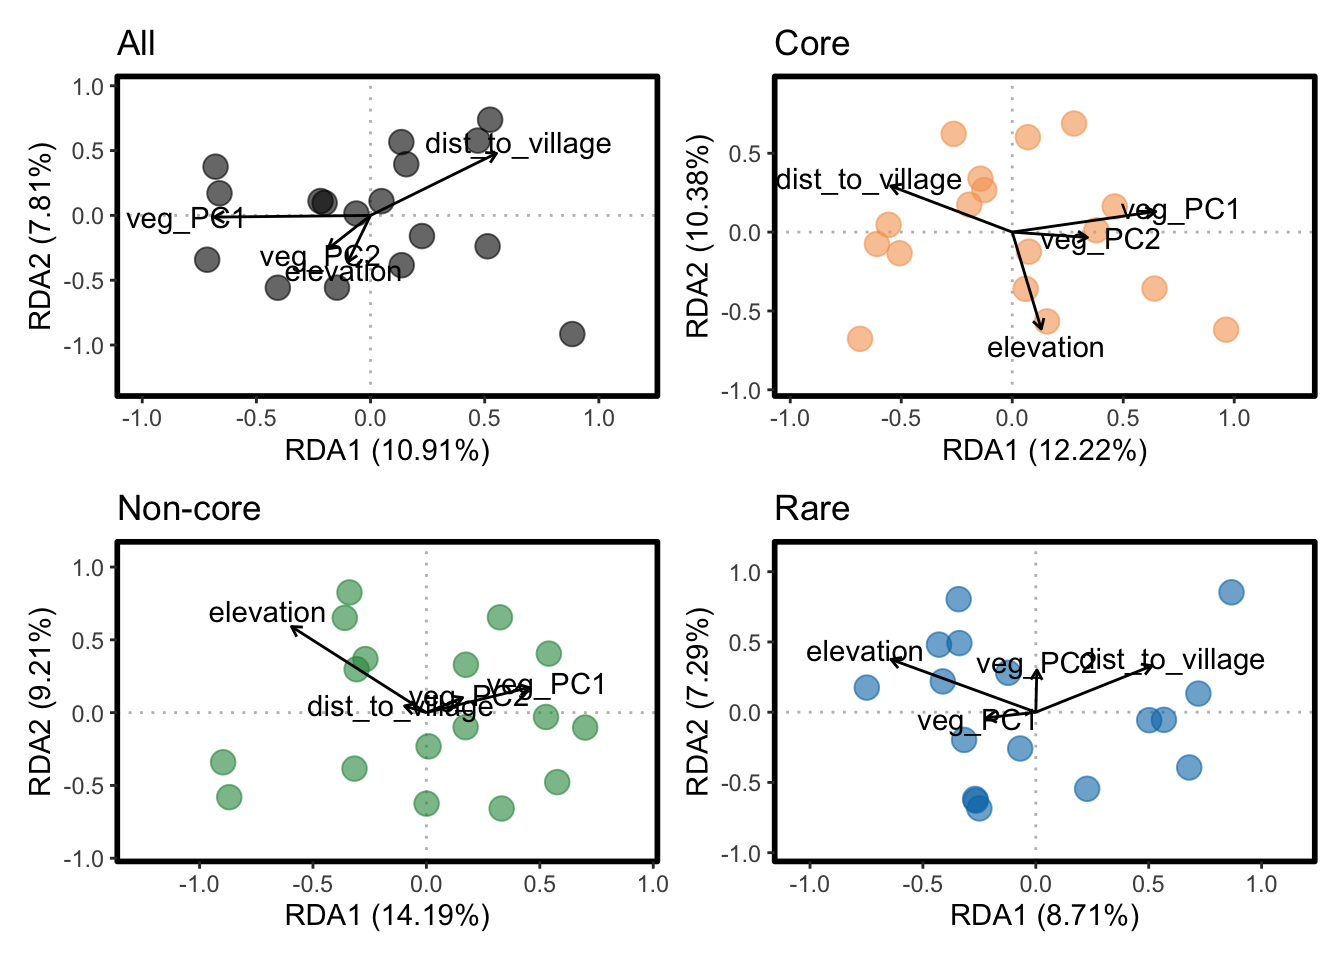 All
1.0
0.5
0.0
-0.5
-1.0
RDA2 (7.81%)
dist_to_village
veg_PC1
veg_PC2
elevation
-1.0 -0.5 0.0 0.5 1.0
RDA1 (10.91%)
Core
0.5
0.0
-0.5
-1.0
RDA2 (10.38%)
dist_to_village
veg_PC1
veg_PC2
elevation
-1.0 -0.5 0.0 0.5 1.0
RDA1 (12.22%)
Non-core
1.0
0.5
0.0
-0.5
-1.0
RDA2 (9.21%)
elevation
veg_PC1
veg_PC2
dist_to_village
-1.0 -0.5 0.0 0.5 1.0
RDA1 (14.19%)
Rare
1.0
0.5
0.0
-0.5
-1.0
RDA2 (7.29%)
elevation
veg_PC2
dist_to_village
veg_PC1
-1.0 -0.5 0.0 0.5 1.0
RDA1 (8.71%)